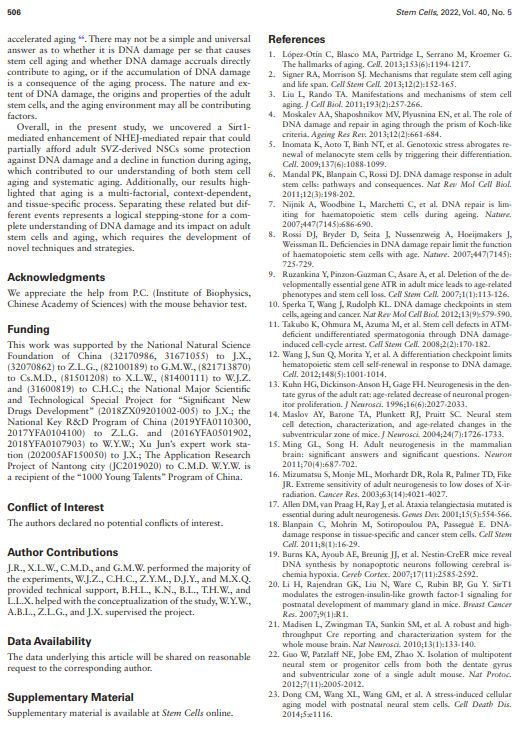 506
Stem Cells, 2022, Vol. 40, No. 5
accelerated aging 44. There may not be a simple and universal
answer as to whether it is DNA damage per se that causes
stem cell aging and whether DNA damage accruals directly
contribute to aging, or if the accumulation of DNA damage
is a consequence of the aging process. The nature and ex-
tent of DNA damage, the origins and properties of the adult
stem cells, and the aging environment may all be contributing
factors.
Overall, in the present study, we uncovered a Sirt1-
mediated enhancement of NHEJ-mediated repair that could
partially afford adult SVZ-derived NSCs some protection
against DNA damage and a decline in function during aging,
which contributed to our understanding of both stem cell
aging and systematic aging. Additionally, our results high-
lighted that aging is a multi-factorial, context-dependent,
and tissue-specific process. Separating these related but dif-
ferent events represents a logical stepping-stone for a com-
plete understanding of DNA damage and its impact on adult
stem cells and aging, which requires the development of
novel techniques and strategies.
Acknowledgments
We appreciate the help from P.C. (Institute of Biophysics,
Chinese Academy of Sciences) with the mouse behavior test.
Funding
This work was supported by the National Natural Science
Foundation of China (32170986, 31671055) to J.X.,
(32070862) to Z.L.G., (82100189) to G.M.W., (82171387​0)
to Cs.M.D., (81501208) to X.L.W., (81400111) to W.J.Z.
and (31600819) to C.H.C.; the National Major Scientific
and Technological Special Project for “Significant New
Drugs Development” (2018ZX09201002-005) to J.X.; the
National Key R&D Program of China (2019YFA0110300,
2017YFA0104100) to Z.L.G. and (2016YFA0501902,
2018YFA0107903) to W.Y.W.; Xu Jun’s expert work sta-
tion (202005AF150050) to J.X.; The Application Research
Project of Nantong city (JC2019020) to C.M.D. W.Y.W. is
a recipient of the “1000 Young Talents” Program of China.
Conflict of Interest
The authors declared no potential conflicts of interest.
Author Contributions
J.R., X.L.W., C.M.D., and G.M.W. performed the majority of
the experiments, W.J.Z., C.H.C., Z.Y.M., D.J.Y., and M.X.Q.
provided technical support, B.H.L., K.N., B.L., T.H.W., and
L.L.X. helped with the conceptualization of the study, W.Y.W.,
A.B.L., Z.L.G., and J.X. supervised the project.
Data Availability
The data underlying this article will be shared on reasonable
request to the corresponding author.
Supplementary Material
Supplementary material is available at Stem Cells online.
References
1. López-Otín C, Blasco MA, Partridge L, Serrano M, Kroemer G.
The hallmarks of aging. Cell. 2013;153(6):1194-1217.
2. Signer RA, Morrison SJ. Mechanisms that regulate stem cell aging
and life span. Cell Stem Cell. 2013;12(2):152-165.
3. Liu L, Rando TA. Manifestations and mechanisms of stem cell
aging. J Cell Biol. 2011;193(2):257-266.
4. Moskalev AA, Shaposhnikov MV, Plyusnina EN, et al. The role of
DNA damage and repair in aging through the prism of Koch-like
criteria. Ageing Res Rev. 2013;12(2):661-684.
5. Inomata K, Aoto T, Binh NT, et al. Genotoxic stress abrogates re-
newal of melanocyte stem cells by triggering their differentiation.
Cell. 2009;137(6):1088-1099.
6. Mandal PK, Blanpain C, Rossi DJ. DNA damage response in adult
stem cells: pathways and consequences. Nat Rev Mol Cell Biol.
2011;12(3):198-202.
7. Nijnik A, Woodbine L, Marchetti C, et al. DNA repair is lim-
iting for haematopoietic stem cells during ageing. Nature.
2007;447(7145):686-690.
8. Rossi DJ, Bryder D, Seita J, Nussenzweig A, Hoeijmakers J,
Weissman IL. Deficiencies in DNA damage repair limit the function
of haematopoietic stem cells with age. Nature. 2007;447(7145):
725-729.
9. Ruzankina Y, Pinzon-Guzman C, Asare A, et al. Deletion of the de-
velopmentally essential gene ATR in adult mice leads to age-related
phenotypes and stem cell loss. Cell Stem Cell. 2007;1(1):113-126.
10. Sperka T, Wang J, Rudolph KL. DNA damage checkpoints in stem
cells, ageing and cancer. Nat Rev Mol Cell Biol. 2012;13(9):579-590.
11. Takubo K, Ohmura M, Azuma M, et al. Stem cell defects in ATM-
deficient undifferentiated spermatogonia through DNA damage-
induced cell-cycle arrest. Cell Stem Cell. 2008;2(2):170-182.
12. Wang J, Sun Q, Morita Y, et al. A differentiation checkpoint limits
hematopoietic stem cell self-renewal in response to DNA damage.
Cell. 2012;148(5):1001-1014.
13. Kuhn HG, Dickinson-Anson H, Gage FH. Neurogenesis in the den-
tate gyrus of the adult rat: age-related decrease of neuronal progen-
itor proliferation. J Neurosci. 1996;16(6):2027-2033.
14. Maslov AY, Barone TA, Plunkett RJ, Pruitt SC. Neural stem
cell detection, characterization, and age-related changes in the
subventricular zone of mice. J Neurosci. 2004;24(7):1726-1733.
15. Ming GL, Song H. Adult neurogenesis in the mammalian
brain: significant answers and significant questions. Neuron
2011;70(4):687-702.
16. Mizumatsu S, Monje ML, Morhardt DR, Rola R, Palmer TD, Fike
JR. Extreme sensitivity of adult neurogenesis to low doses of X-ir-
radiation. Cancer Res. 2003;63(14):4021-4027.
17. Allen DM, van Praag H, Ray J, et al. Ataxia telangiectasia mutated is
essential during adult neurogenesis. Genes Dev. 2001;15(5):554-566.
18. Blanpain C, Mohrin M, Sotiropoulou PA, Passegué E. DNA-
damage response in tissue-specific and cancer stem cells. Cell Stem
Cell. 2011;8(1):16-29.
19. Burns KA, Ayoub AE, Breunig JJ, et al. Nestin-CreER mice reveal
DNA synthesis by nonapoptotic neurons following cerebral is-
chemia hypoxia. Cereb Cortex. 2007;17(11):2585-2592.
20. Li H, Rajendran GK, Liu N, Ware C, Rubin BP, Gu Y. SirT1
modulates the estrogen-insulin-like growth factor-1 signaling for
postnatal development of mammary gland in mice. Breast Cancer
Res. 2007;9(1):R1.
21. Madisen L, Zwingman TA, Sunkin SM, et al. A robust and high-
throughput Cre reporting and characterization system for the
whole mouse brain. Nat Neurosci. 2010;13(1):133-140.
22. Guo W, Patzlaff NE, Jobe EM, Zhao X. Isolation of multipotent
neural stem or progenitor cells from both the dentate gyrus
and subventricular zone of a single adult mouse. Nat Protoc.
2012;7(11):2005-2012.
23. Dong CM, Wang XL, Wang GM, et al. A stress-induced cellular
aging model with postnatal neural stem cells. Cell Death Dis.
2014;5:e1116.